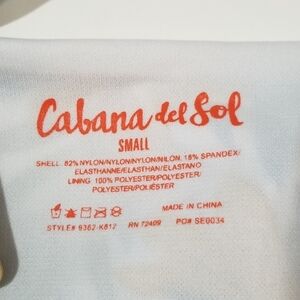 Cabana del Sol
SMALL
SHELL: 82% NYLON/NYLON/NYLON/NILON, 18% SPANDEX/
ELASTHANNE/ELASTHAN/ELASTANO
LINING: 100% POLYESTER/POLYESTER/
POLYESTER/POLIÉSTER
MADE IN CHINA
STYLE# 9362-K812 RN 72409 PO# SE0034